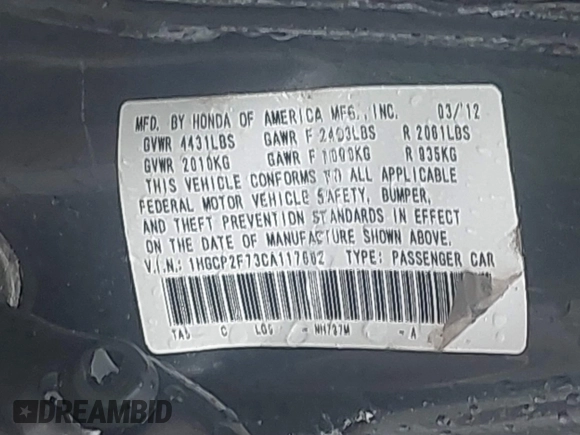 MFD. BY HONDA OF AMERICA MFG., INC. 03/'12
GVWR 4431LBS GAWR F 2403LBS R 2061LBS
GVWR 2010KG GAWR F 1090KG R 935KG
THIS VEHICLE CONFORMS TO ALL APPLICABLE
FEDERAL MOTOR VEHICLE SAFETY, BUMPER,
AND THEFT PREVENTION STANDARDS IN EFFECT
ON THE DATE OF MANUFACTURE SHOWN ABOVE.
V.I.N.: 1HGCP2F73CA117662 TYPE: PASSENGER CAR
C NH737M - A
DREAMBID